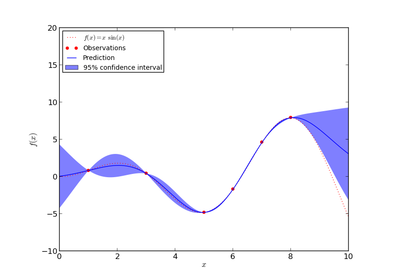 20
15
10
5
0
−5
−10
f(x)
f(x) = x sin(x)
Observations
Prediction
95% confidence interval
0 2 4 6 8 10
x